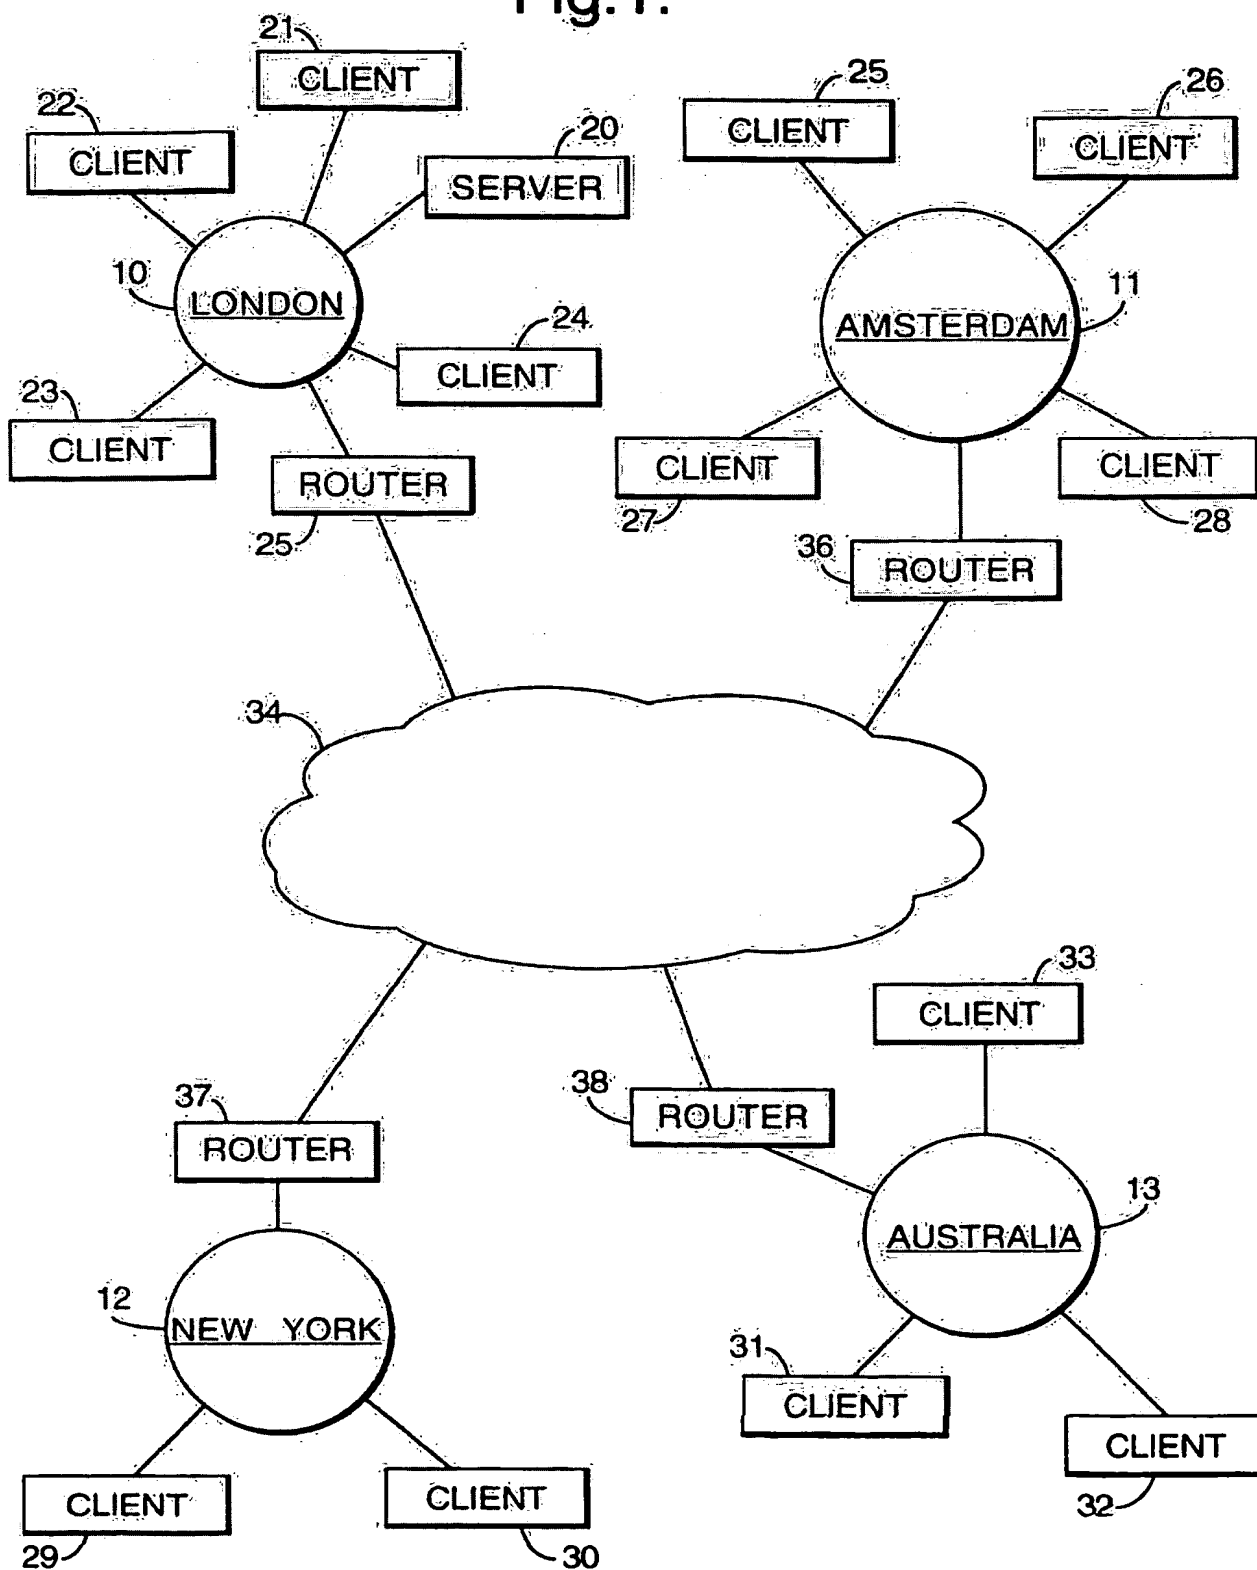 Fig.1.
21
CLIENT
22
CLIENT
20
SERVER
10
LONDON
24
CLIENT
23
CLIENT
ROUTER
25
25
CLIENT
26
CLIENT
11
AMSTERDAM
CLIENT
27
CLIENT
28
36
ROUTER
34
37
ROUTER
12
NEW YORK
CLIENT
29
CLIENT
30
38
ROUTER
33
CLIENT
13
AUSTRALIA
31
CLIENT
CLIENT
32